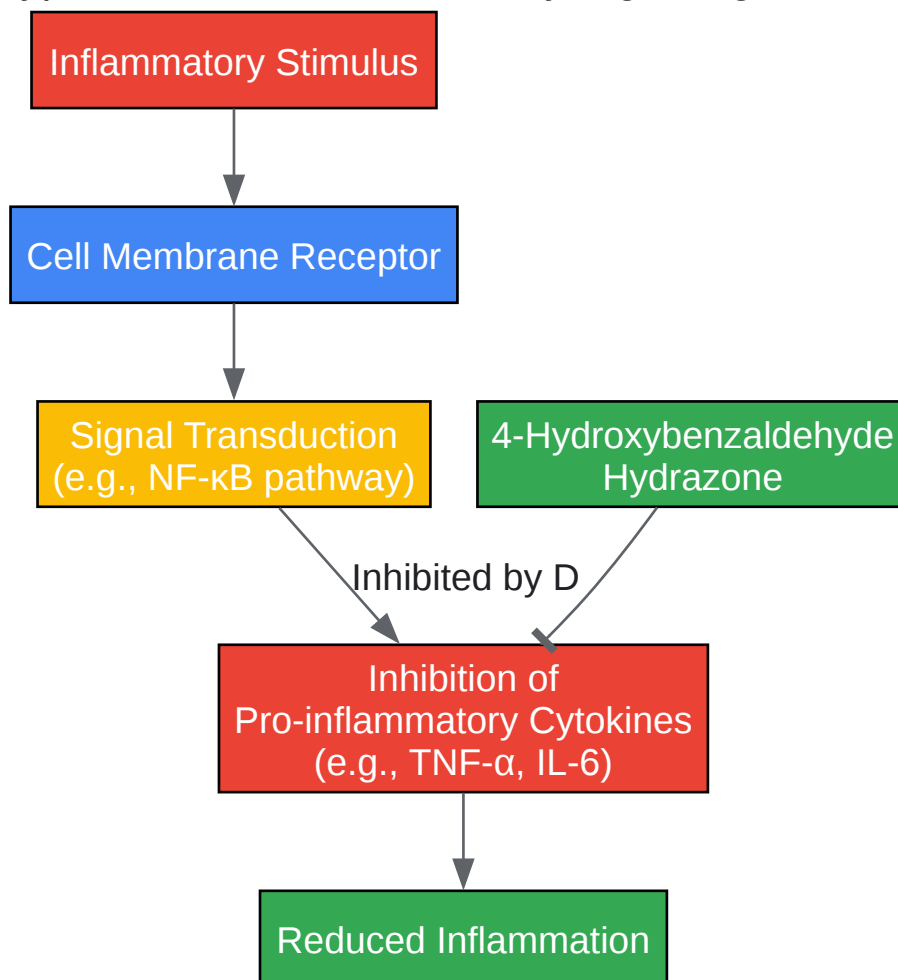 Inflammatory Stimulus
Cell Membrane Receptor
Signal Transduction
(e.g., NF-κB pathway)
4-Hydroxybenzaldehyde
Hydrazone
Inhibited by D
Inhibition of
Pro-inflammatory Cytokines
(e.g., TNF-α, IL-6)
Reduced Inflammation